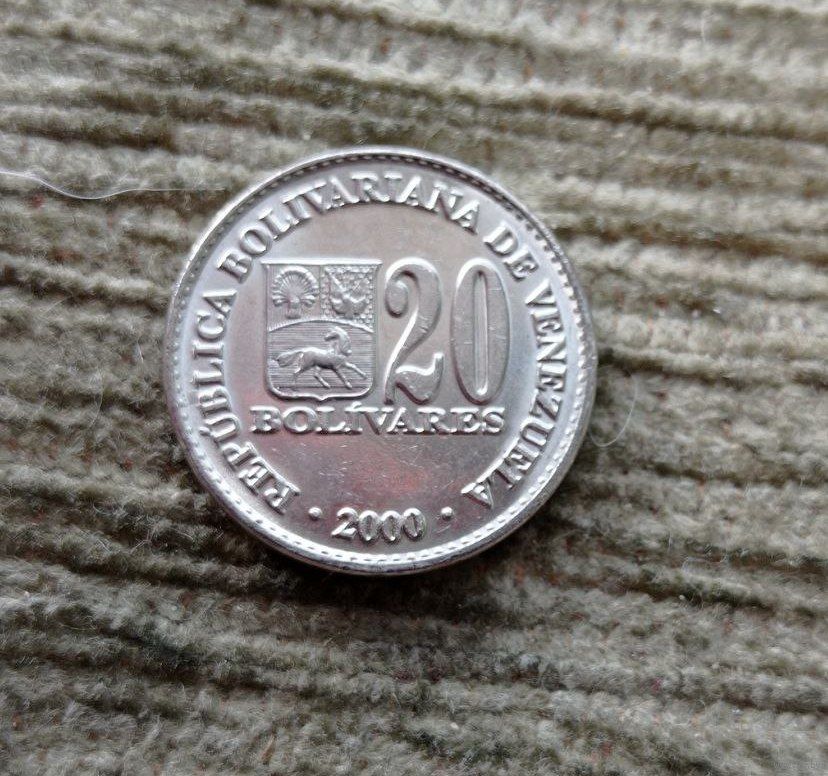 REPÚBLICA BOLIVARIANA DE VENEZUELA
20
BOLÍVARES
· 2000 ·